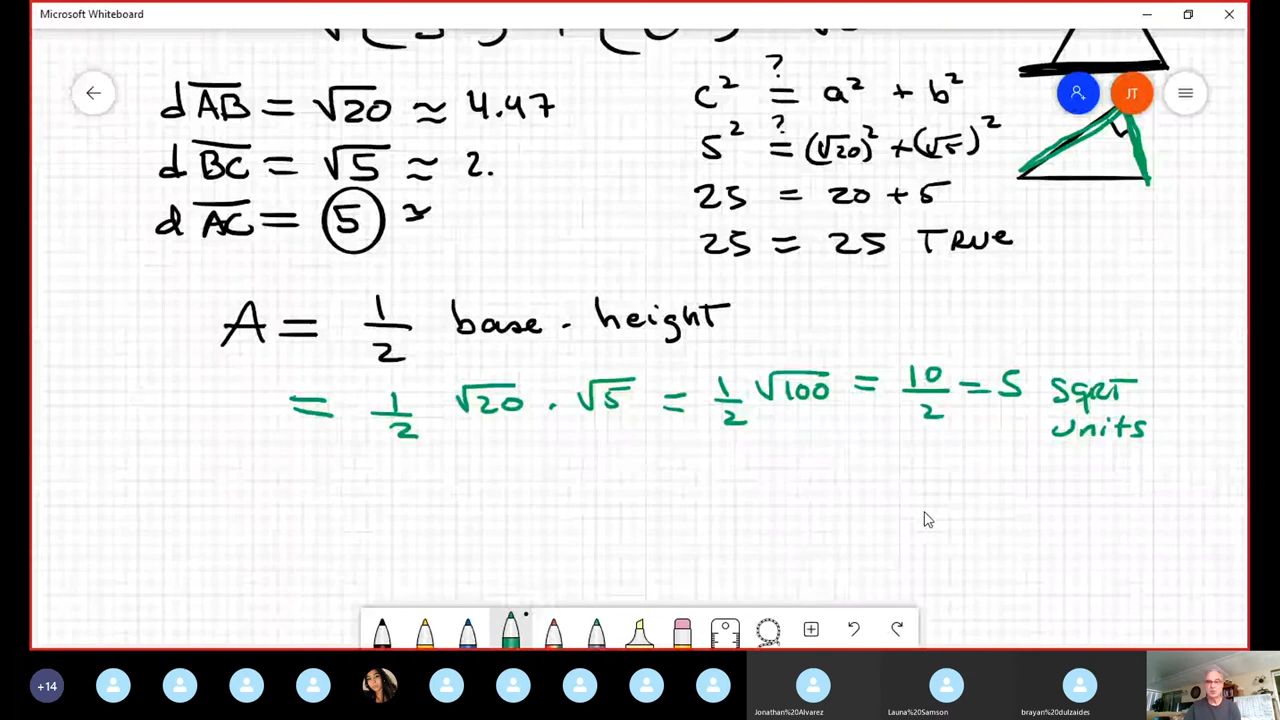 Microsoft Whiteboard
d AB = √20 ≈ 4.47
d BC = √5 ≈ 2.
d AC = 5 ≈
c² ?= a² + b²
5² ?= (√20)² + (√5)²
25 = 20 + 5
25 = 25 TRUE
JT
A = 1/2 base . height
= 1/2 √20 . √5 = 1/2 √100 = 10/2 = 5 SQRT
units
+14
Jonathan%20Alvarez
Launa%20Samson
brayan%20dulzaides